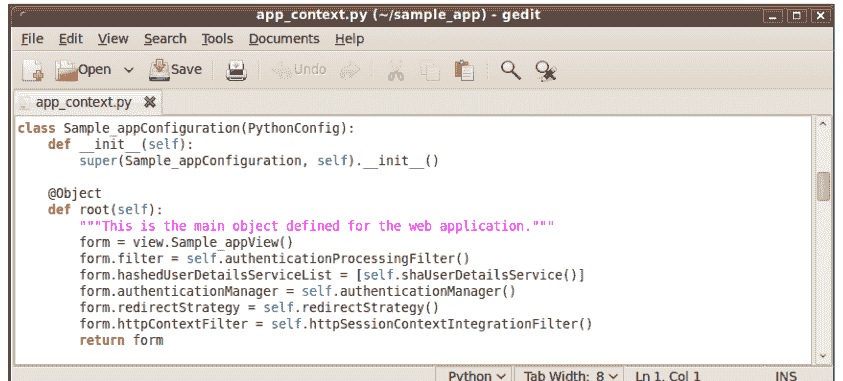 app_context.py (~/sample_app) - gedit
File Edit View Search Tools Documents Help
Open Save Undo
app_context.py
class Sample_appConfiguration(PythonConfig):
    def __init__(self):
        super(Sample_appConfiguration, self).__init__()
    @Object
    def root(self):
        """This is the main object defined for the web application."""
        form = view.Sample_appView()
        form.filter = self.authenticationProcessingFilter()
        form.hashedUserDetailsServiceList = [self.shaUserDetailsService()]
        form.authenticationManager = self.authenticationManager()
        form.redirectStrategy = self.redirectStrategy()
        form.httpContextFilter = self.httpSessionContextIntegrationFilter()
        return form
Python Tab Width: 8 Ln 1, Col 1 INS